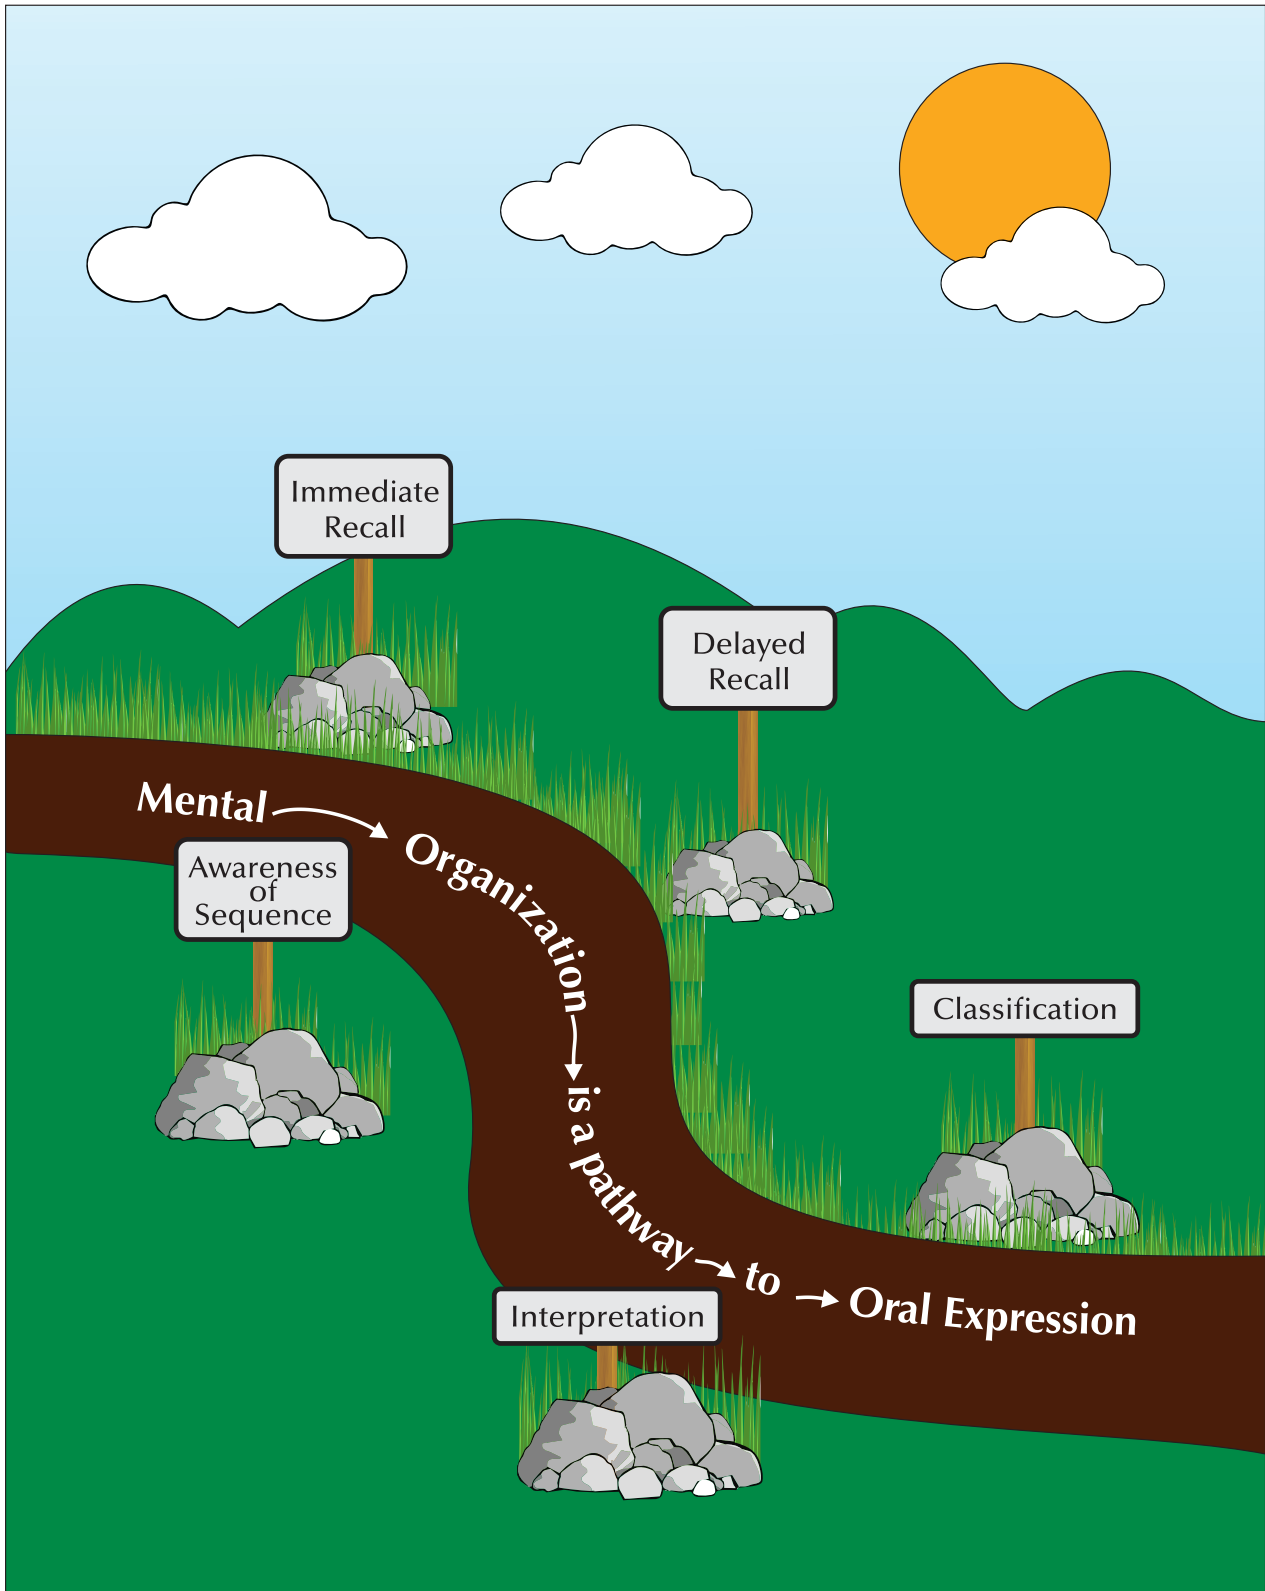 Immediate
Recall
Delayed
Recall
Mental
Organization
Awareness
of
Sequence
is a pathway
Classification
to
Oral Expression
Interpretation